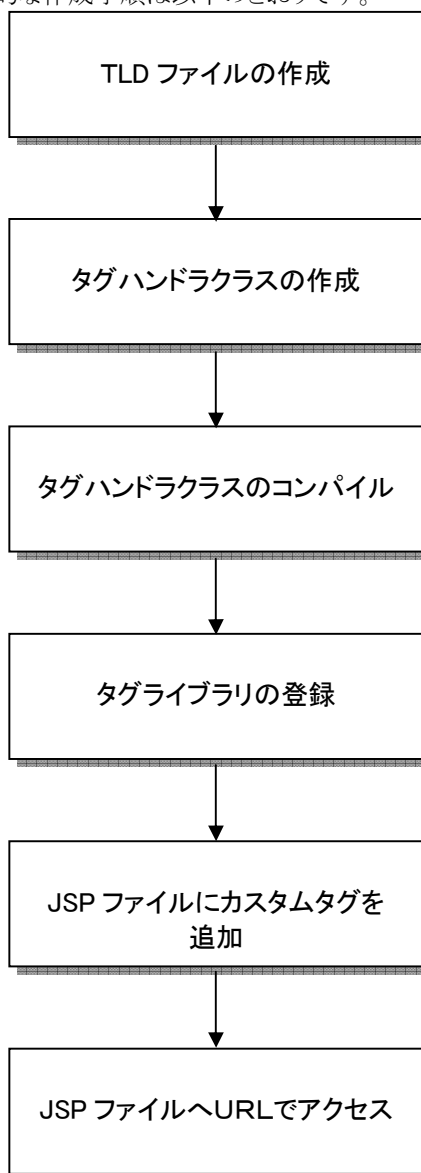 的な作成手順は以下のとおりです。
TLD ファイルの作成
タグハンドラクラスの作成
タグハンドラクラスのコンパイル
タグライブラリの登録
JSP ファイルにカスタムタグを
追加
JSP ファイルへURLでアクセス